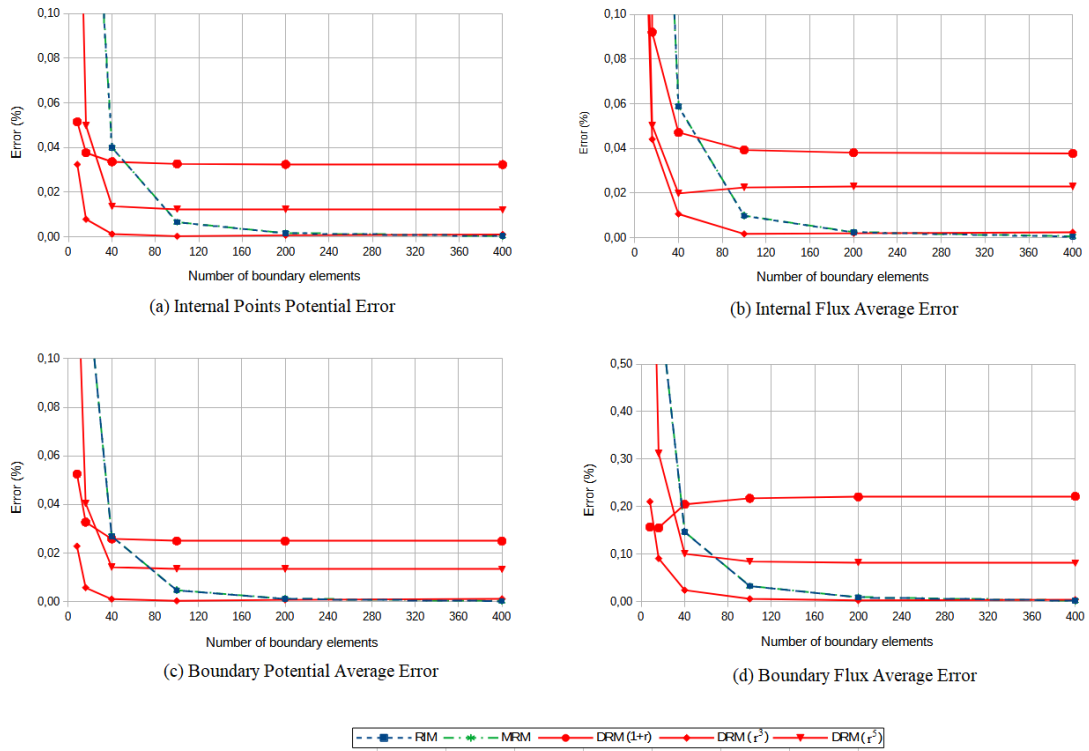 0,10
0,08
0,06
0,04
0,02
0,00
Error (%)
0 40 80 120 160 200 240 280 320 360 400
Number of boundary elements
(a) Internal Points Potential Error
0,10
0,08
0,06
0,04
0,02
0,00
Error (%)
0 40 80 120 160 200 240 280 320 360 400
Number of boundary elements
(b) Internal Flux Average Error
0,10
0,08
0,06
0,04
0,02
0,00
Error (%)
0 40 80 120 160 200 240 280 320 360 400
Number of boundary elements
(c) Boundary Potential Average Error
0,50
0,40
0,30
0,20
0,10
0,00
Error (%)
0 40 80 120 160 200 240 280 320 360 400
Number of boundary elements
(d) Boundary Flux Average Error
RIM MRM DRM (1+r) DRM (r³) DRM (r⁵)